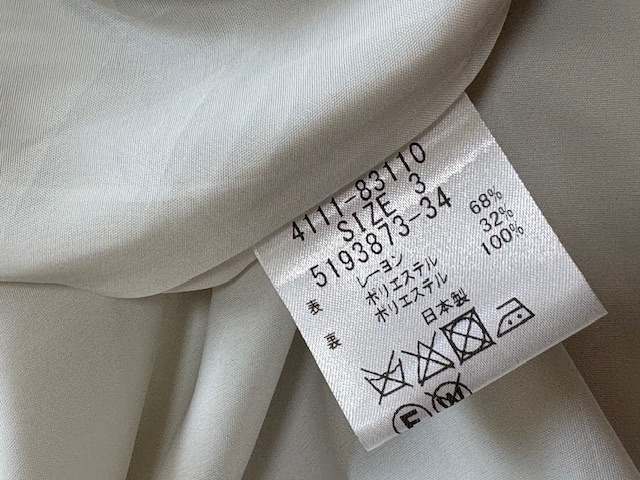 4111-83110
SIZE 3
5193873-34
表 レーヨン 68%
ポリエステル 32%
裏 ポリエステル 100%
日本製